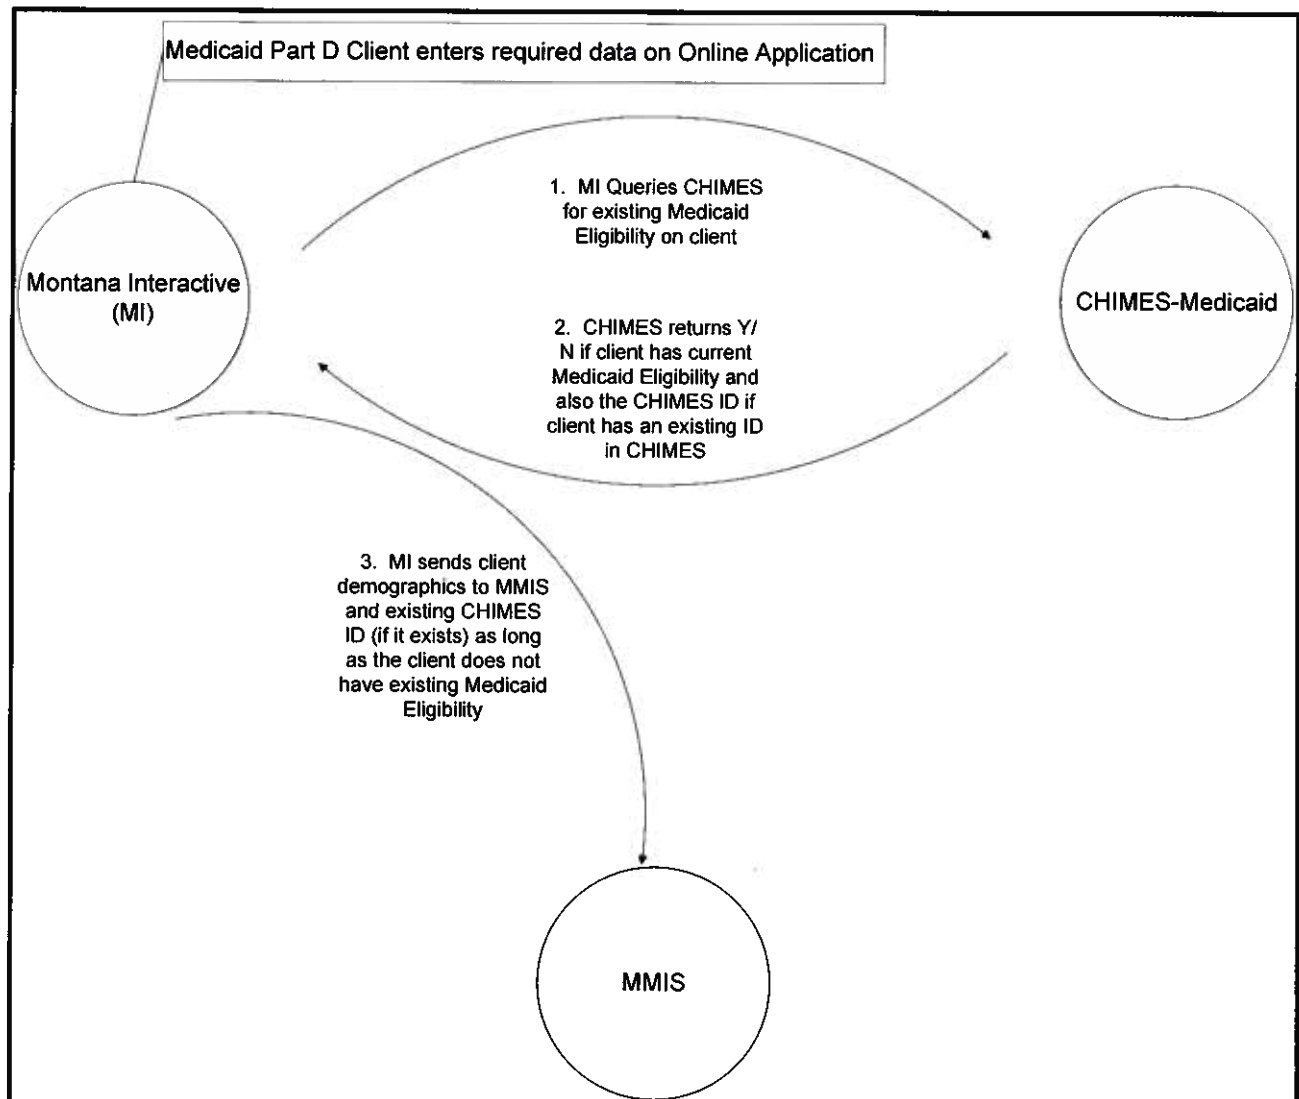 Medicaid Part D Client enters required data on Online Application
1. MI Queries CHIMES
for existing Medicaid
Eligibility on client
Montana Interactive
(MI)
CHIMES-Medicaid
2. CHIMES returns Y/
N if client has current
Medicaid Eligibility and
also the CHIMES ID if
client has an existing ID
in CHIMES
3. MI sends client
demographics to MMIS
and existing CHIMES
ID (if it exists) as long
as the client does not
have existing Medicaid
Eligibility
MMIS